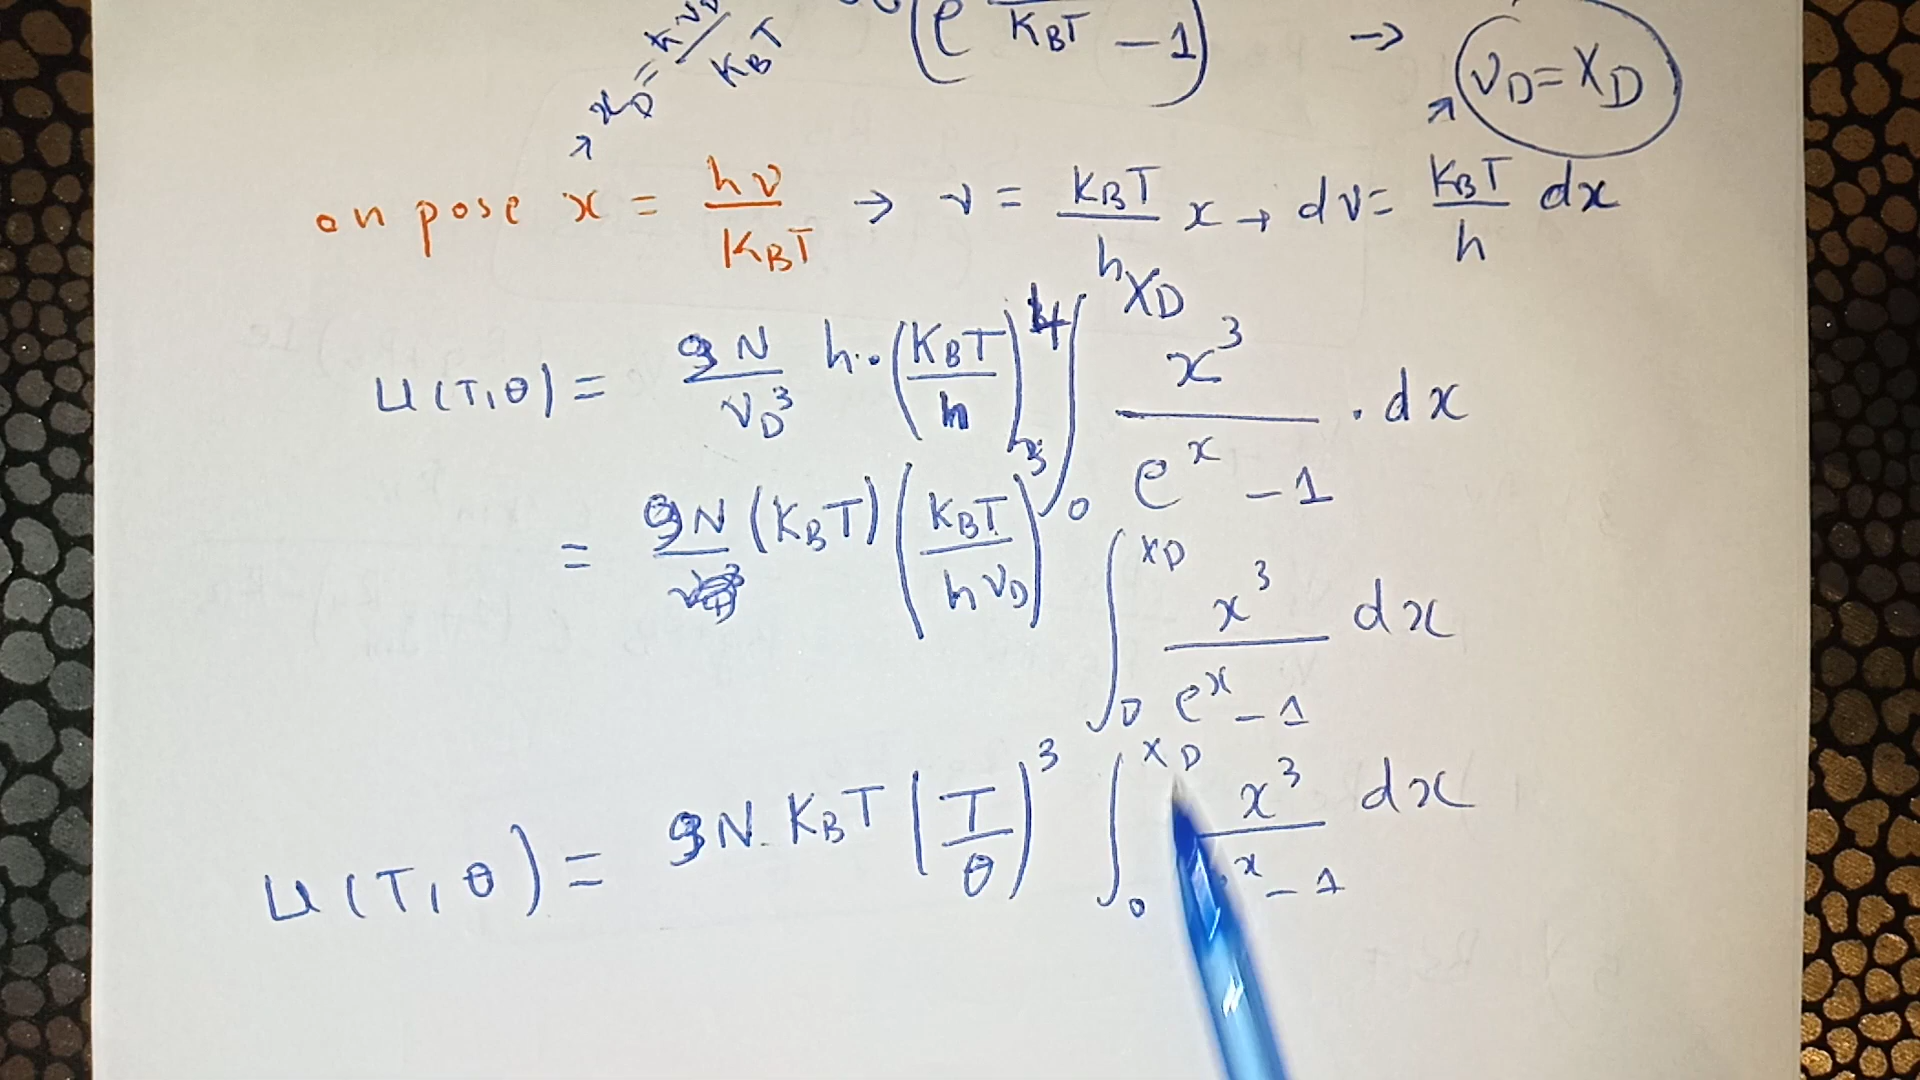 x_D = hν_D/K_BT (e K_BT − 1) → ν_D = X_D
on pose x = hν/K_BT → ν = K_BT/h x → dν = K_BT/h dx
U(T,θ) = 9N/ν_D³ h·(K_BT/h)⁴ ∫₀^{X_D} x³/(e^x − 1) · dx
= 9N (K_BT) (K_BT/hν_D)³ ∫₀^{X_D} x³/(e^x − 1) dx
U(T,θ) = 9N·K_BT (T/θ)³ ∫₀^{X_D} x³/( ^x − 1) dx